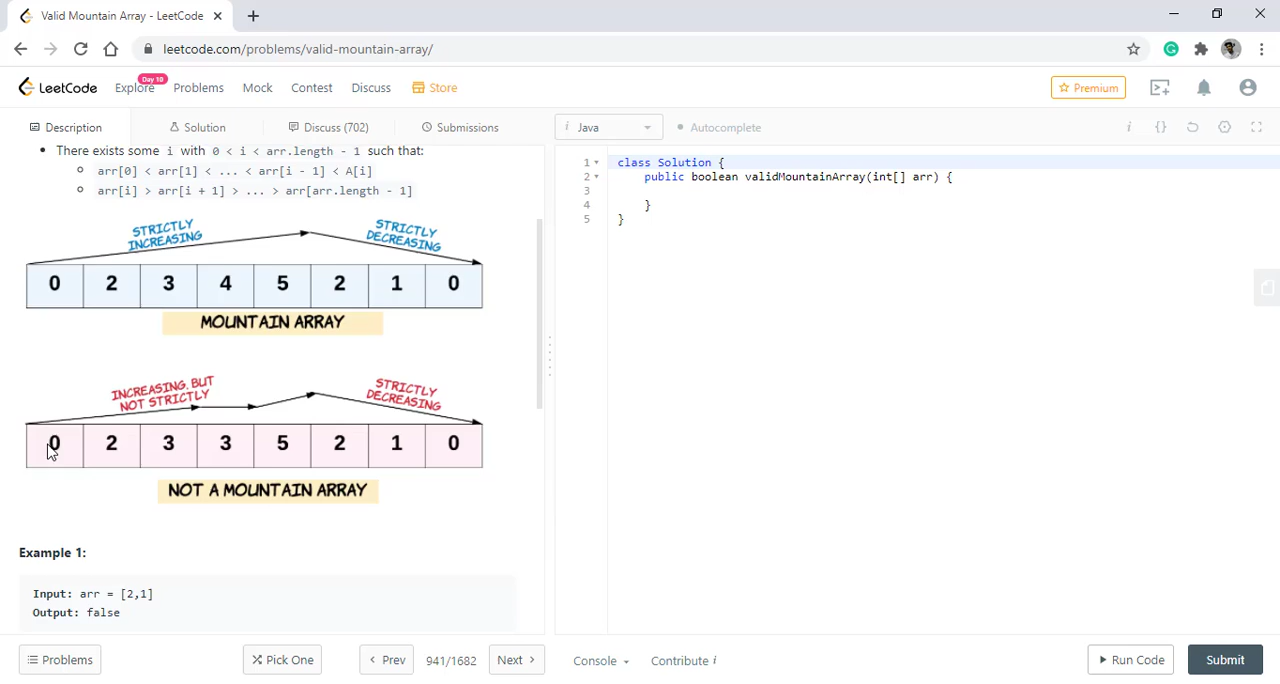 Valid Mountain Array - LeetCode
leetcode.com/problems/valid-mountain-array/
LeetCode Explore Day 10 Problems Mock Contest Discuss Store Premium
Description Solution Discuss (702) Submissions
i Java Autocomplete
There exists some i with 0 < i < arr.length - 1 such that:
arr[0] < arr[1] < ... < arr[i - 1] < A[i]
arr[i] > arr[i + 1] > ... > arr[arr.length - 1]
STRICTLY
INCREASING
STRICTLY
DECREASING
0 2 3 4 5 2 1 0
MOUNTAIN ARRAY
INCREASING, BUT
NOT STRICTLY
STRICTLY
DECREASING
0 2 3 3 5 2 1 0
NOT A MOUNTAIN ARRAY
Example 1:
Input: arr = [2,1]
Output: false
1 class Solution {
2 public boolean validMountainArray(int[] arr) {
3
4 }
5 }
Problems Pick One Prev 941/1682 Next Console Contribute i Run Code Submit